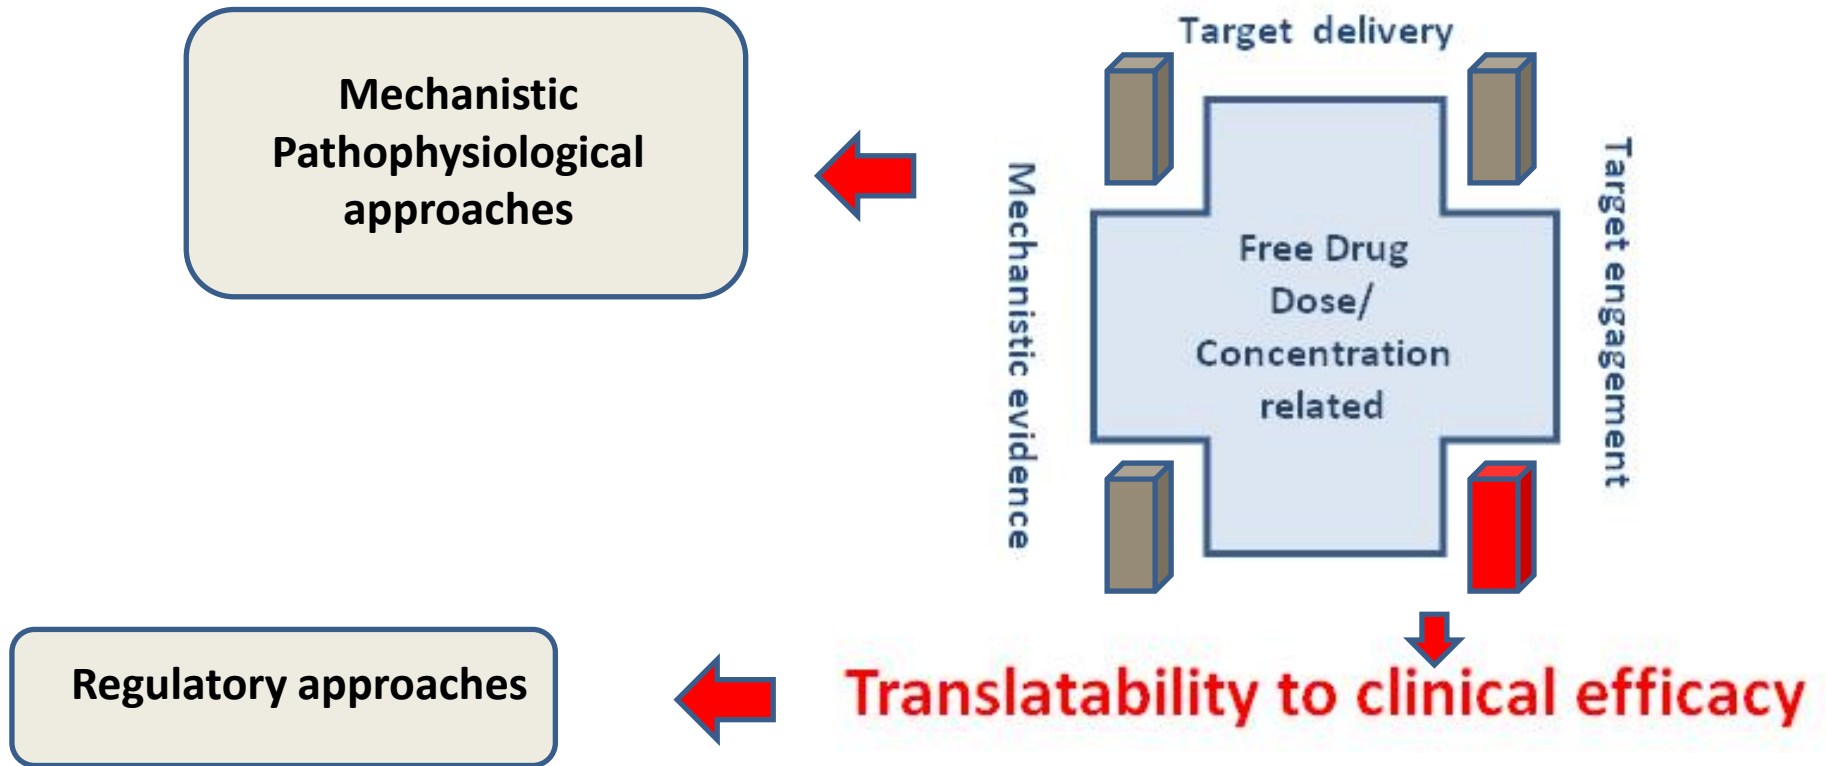 Mechanistic
Pathophysiological
approaches
Target delivery
Mechanistic evidence
Free Drug
Dose/
Concentration
related
Target engagement
Regulatory approaches
Translatability to clinical efficacy